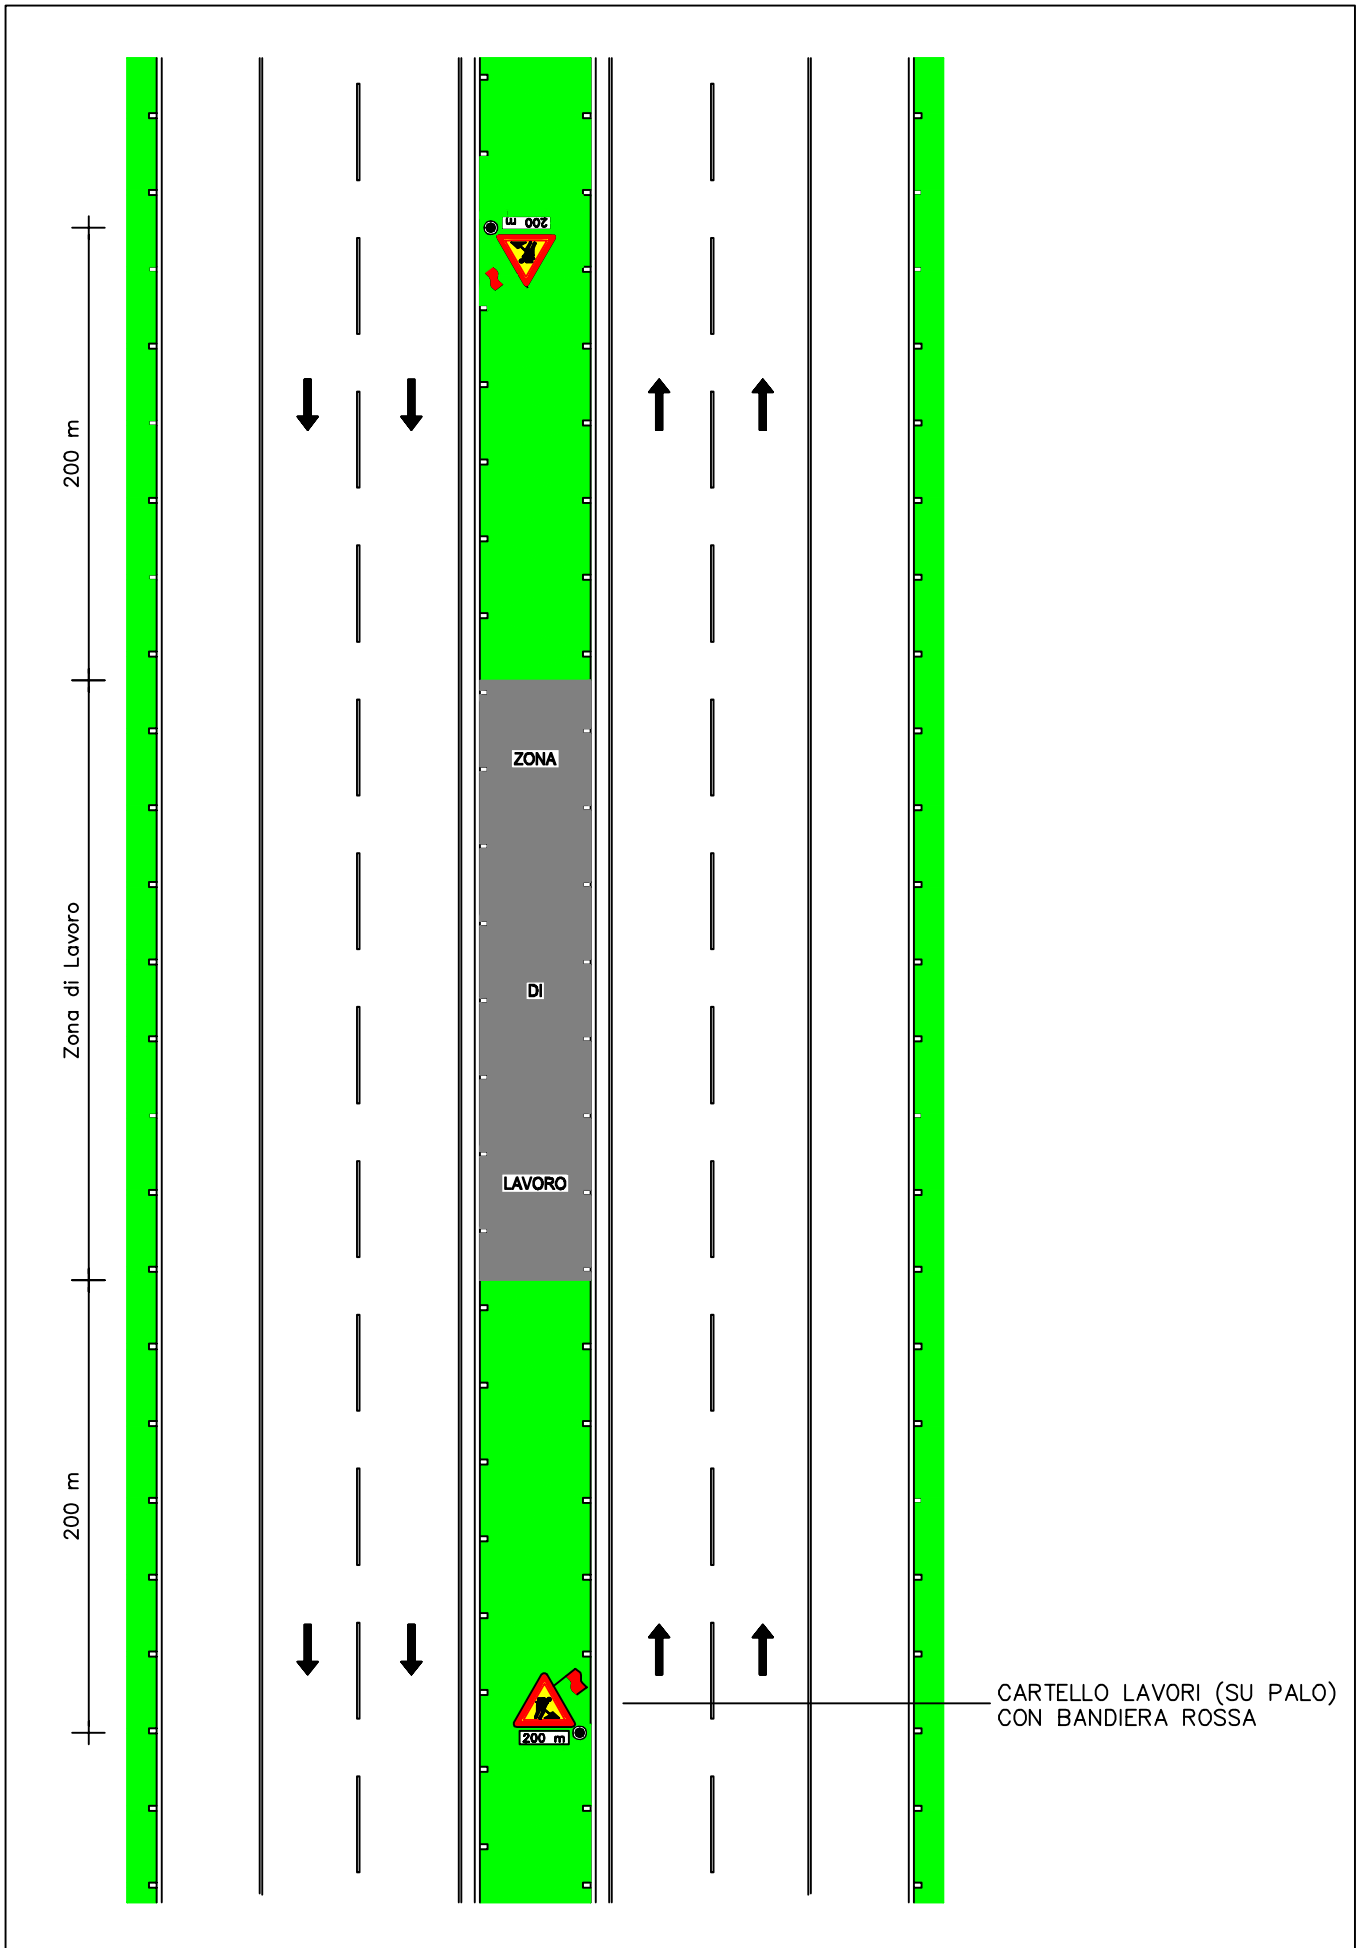 200 m
200 m
ZONA
Zona di Lavoro
DI
LAVORO
200 m
CARTELLO LAVORI (SU PALO)
CON BANDIERA ROSSA
200 m